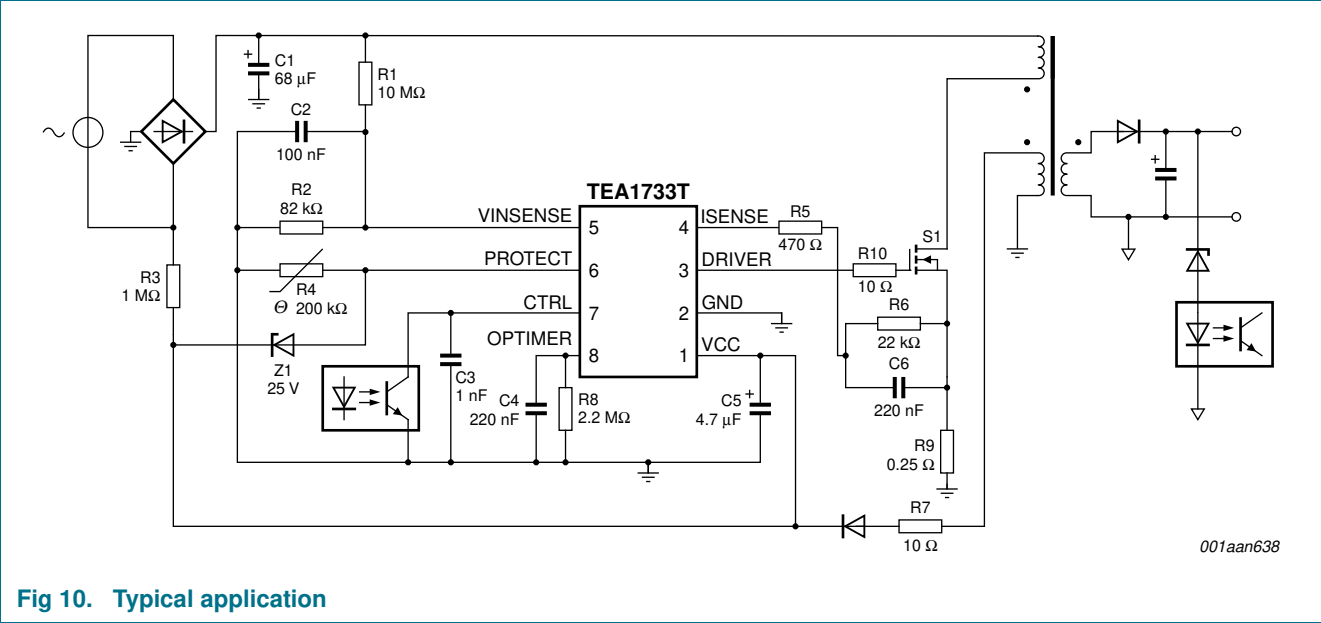 C1
68 μF
R1
10 MΩ
C2
100 nF
R2
82 kΩ
TEA1733T
VINSENSE
5
4
ISENSE
R5
470 Ω
PROTECT
6
3
DRIVER
R10
10 Ω
S1
R3
1 MΩ
R4
Θ 200 kΩ
CTRL
7
2
GND
R6
22 kΩ
OPTIMER
8
1
VCC
Z1
25 V
C3
1 nF
C4
220 nF
R8
2.2 MΩ
C5
4.7 μF
C6
220 nF
R9
0.25 Ω
R7
10 Ω
001aan638
Fig 10. Typical application